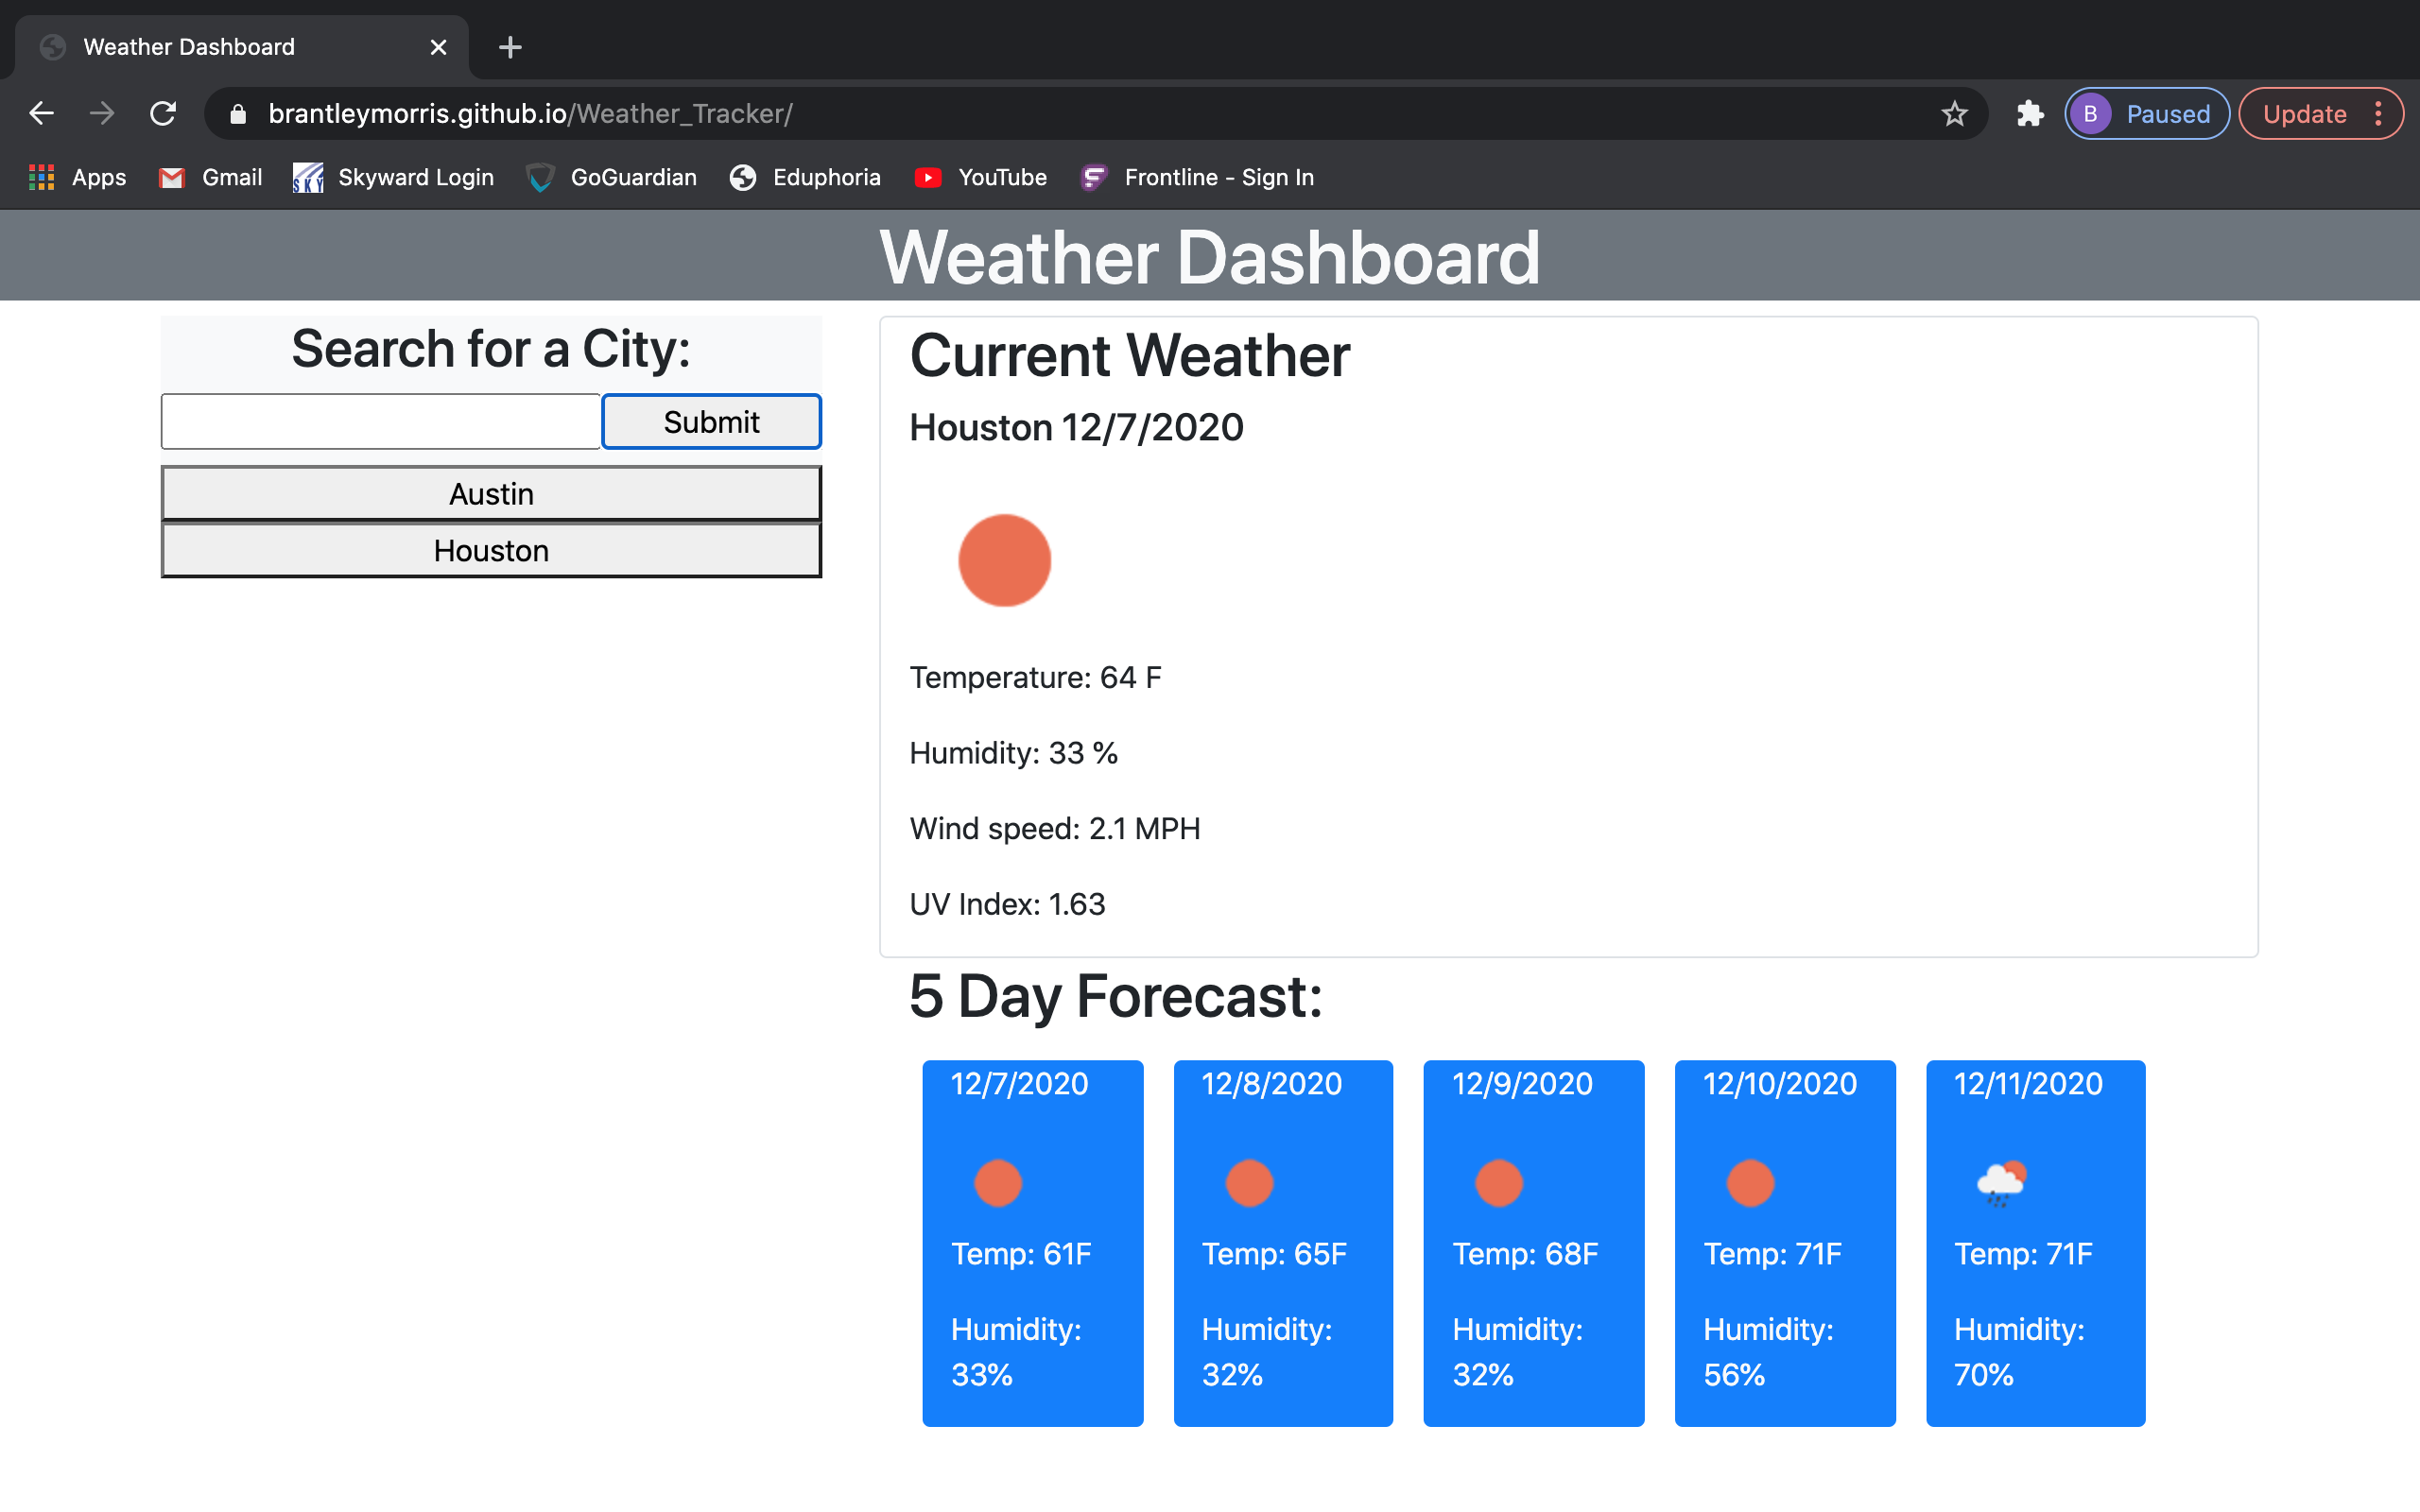 Weather Dashboard
brantleymorris.github.io/Weather_Tracker/
B Paused
Update
Apps
Gmail
SKY Skyward Login
GoGuardian
Eduphoria
YouTube
Frontline - Sign In
Weather Dashboard
Search for a City:
Submit
Austin
Houston
Current Weather
Houston 12/7/2020
Temperature: 64 F
Humidity: 33 %
Wind speed: 2.1 MPH
UV Index: 1.63
5 Day Forecast:
12/7/2020
Temp: 61F
Humidity:
33%
12/8/2020
Temp: 65F
Humidity:
32%
12/9/2020
Temp: 68F
Humidity:
32%
12/10/2020
Temp: 71F
Humidity:
56%
12/11/2020
Temp: 71F
Humidity:
70%